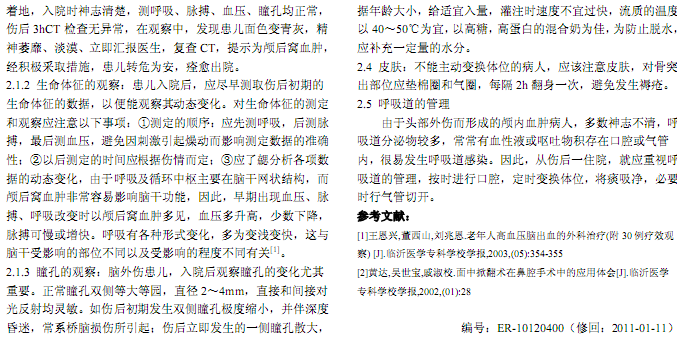 着地，入院时神志清楚，测呼吸、脉搏、血压、瞳孔均正常，
伤后 3hCT 检查无异常，在观察中，发现患儿面色变青灰，精
神萎靡、淡漠、立即汇报医生，复查 CT，提示为颅后窝血肿，
经积极采取措施，患儿转危为安，痊愈出院。
2.1.2 生命体征的观察：患儿入院后，应尽早测取伤后初期的
生命体征的数据，以便能观察其动态变化。对生命体征的测定
和观察应注意以下事项：①测定的顺序：应先测呼吸，后测脉
搏，最后测血压，避免因刺激引起燥动而影响测定数据的准确
性；②以后测定的时间应根据伤情而定；③应了解分析各项数
据的动态变化，由于呼吸及循环中枢主要在脑干网状结构，而
颅后窝血肿非常容易影响脑干功能，因此，早期出现血压、脉
搏、呼吸改变时以颅后窝血肿多见，血压多升高，少数下降，
脉搏可慢或增快。呼吸有各种形式变化，多为变浅变快，这与
脑干受影响的部位不同以及受影响的程度不同有关[1]。
2.1.3 瞳孔的观察：脑外伤患儿，入院后观察瞳孔的变化尤其
重要。正常瞳孔双侧等大等圆，直径 2～4mm，直接和间接对
光反射均灵敏。如伤后初期发生双侧瞳孔极度缩小，并伴深度
昏迷，常系桥脑损伤所引起；伤后立即发生的一侧瞳孔散大，
据年龄大小，给适宜入量，灌注时速度不宜过快，流质的温度
以 40～50℃为宜，以高糖，高蛋白的混合奶为佳，为防止脱水，
应补充一定量的水分。
2.4 皮肤：不能主动变换体位的病人，应该注意皮肤，对骨突
出部位应垫棉圈和气圈，每隔 2h 翻身一次，避免发生褥疮。
2.5 呼吸道的管理
由于头部外伤而形成的颅内血肿病人，多数神志不清，呼
吸道分泌物较多，常常有血性液或呕吐物积存在口腔或气管
内，很易发生呼吸道感染。因此，从伤后一住院，就应重视呼
吸道的管理，按时进行口腔，定时变换体位，将痰吸净，必要
时行气管切开。
参考文献：
[1]王恩兴,董西山,刘兆恩.老年人高血压脑出血的外科治疗(附 30 例疗效观
察) [J].临沂医学专科学校学报,2003,(05):354-355
[2]黄达,吴世宝,戚淑梭.面中掀翻术在鼻腔手术中的应用体会[J].临沂医学
专科学校学报,2002,(01):28
编号：ER-10120400（修回：2011-01-11）